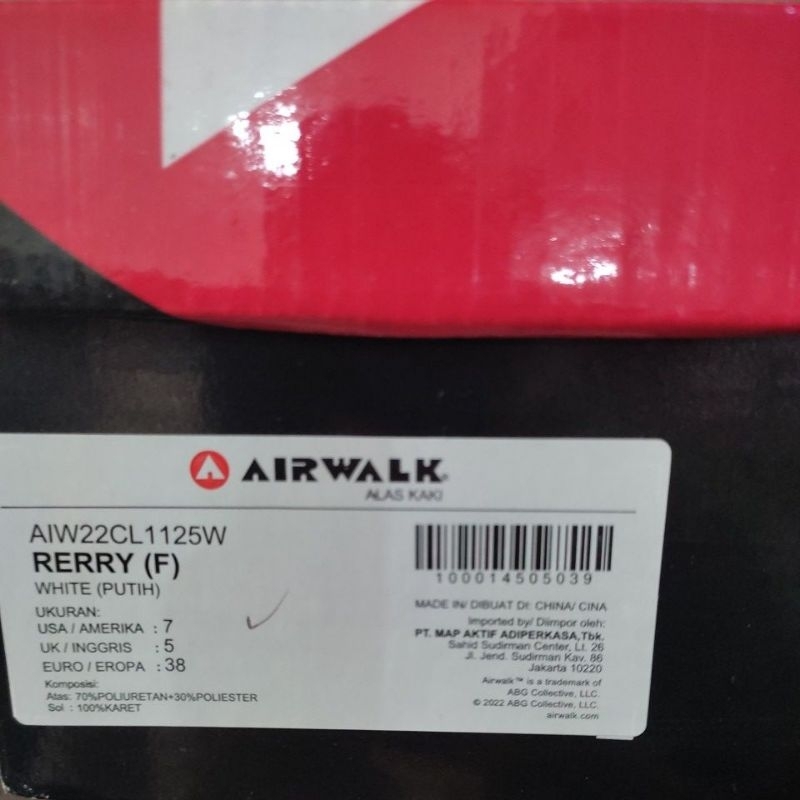 AIRWALK
ALAS KAKI
AIW22CL1125W
RERRY (F)
WHITE (PUTIH)
UKURAN:
USA / AMERIKA : 7
UK / INGGRIS : 5
EURO / EROPA : 38
Komposisi:
Atas: 70%POLIURETAN+30%POLIESTER
Sol : 100%KARET
100014505039
MADE IN/ DIBUAT DI: CHINA/ CINA
Imported by/ Diimpor oleh:
PT. MAP AKTIF ADIPERKASA,Tbk.
Sahid Sudirman Center, Lt. 26
Jl. Jend. Sudirman Kav. 86
Jakarta 10220
Airwalk™ is a trademark of
ABG Collective, LLC.
© 2022 ABG Collective, LLC.
airwalk.com